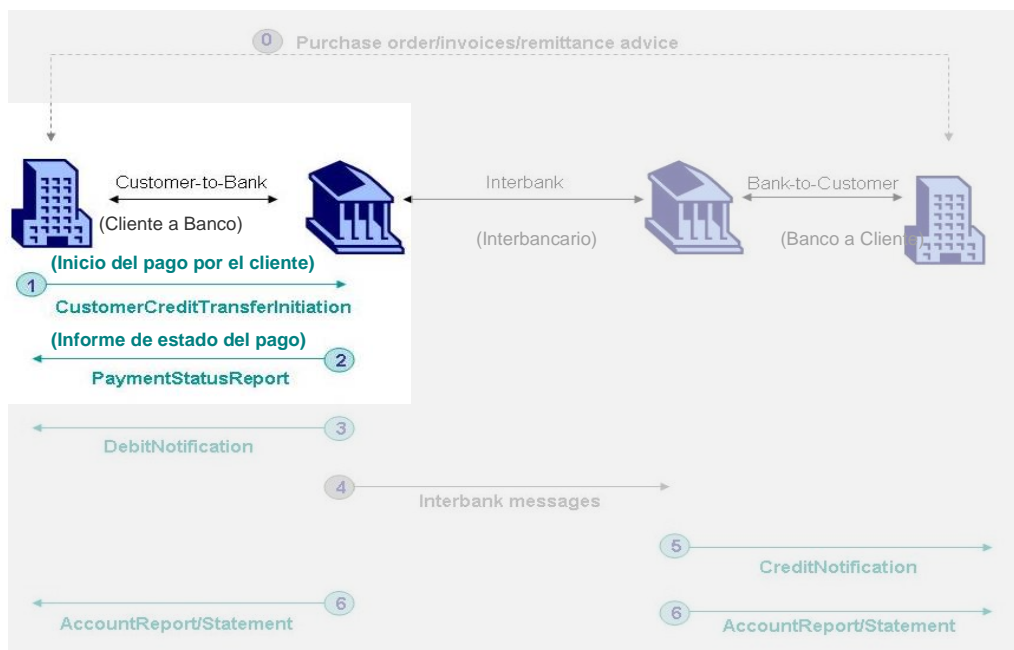 0 Purchase order/invoices/remittance advice
Customer-to-Bank
Interbank
Bank-to-Customer
(Cliente a Banco)
(Interbancario)
(Banco a Cliente)
(Inicio del pago por el cliente)
1
CustomerCreditTransferInitiation
(Informe de estado del pago)
2
PaymentStatusReport
3
DebitNotification
4
Interbank messages
5
CreditNotification
6
AccountReport/Statement
6
AccountReport/Statement